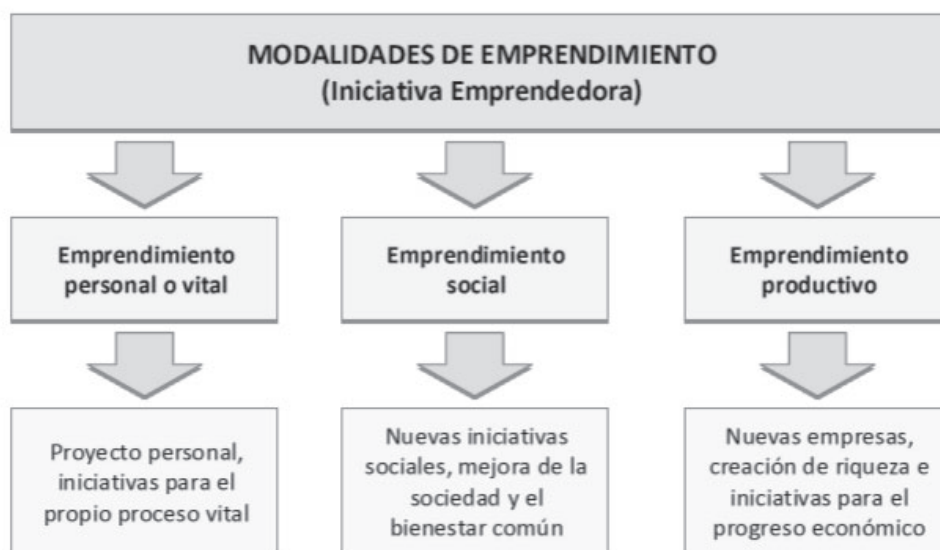 MODALIDADES DE EMPRENDIMIENTO
(Iniciativa Emprendedora)
Emprendimiento
personal o vital
Emprendimiento
social
Emprendimiento
productivo
Proyecto personal,
iniciativas para el
propio proceso vital
Nuevas iniciativas
sociales, mejora de la
sociedad y el
bienestar común
Nuevas empresas,
creación de riqueza e
iniciativas para el
progreso económico